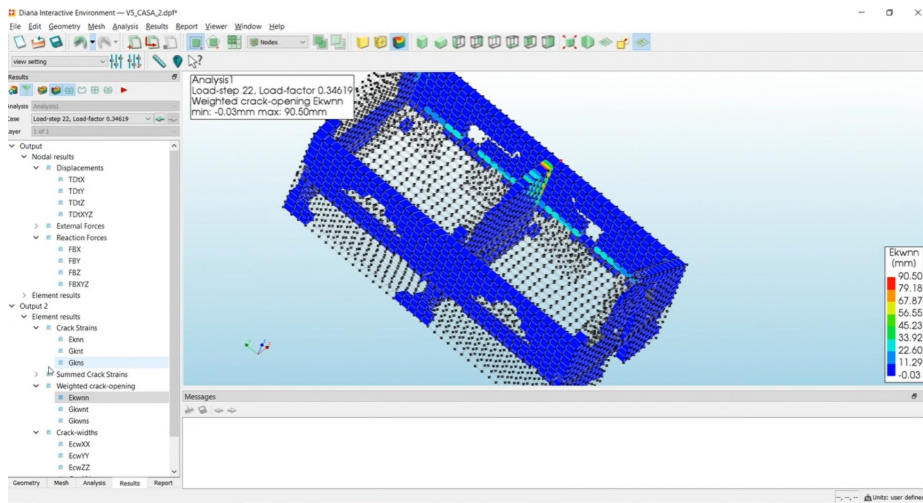 Diana Interactive Environment — V5_CASA_2.dpf*
File Edit Geometry Mesh Analysis Results Report Viewer Window Help
Nodes
view setting
Results
Analysis Analysis1
Case Load-step 22, Load-factor 0.34619
Layer 1 of 1
Output
Nodal results
Displacements
TDtX
TDtY
TDtZ
TDtXYZ
External Forces
Reaction Forces
FBX
FBY
FBZ
FBXYZ
Element results
Output 2
Element results
Crack Strains
Eknn
Gknt
Gkns
Summed Crack Strains
Weighted crack-opening
Ekwnn
Gkwnt
Gkwns
Crack-widths
EcwXX
EcwYY
EcwZZ
Geometry Mesh Analysis Results Report
Analysis1
Load-step 22, Load-factor 0.34619
Weighted crack-opening Ekwnn
min: -0.03mm max: 90.50mm
Ekwnn
(mm)
90.50
79.18
67.87
56.55
45.23
33.92
22.60
11.29
-0.03
Messages
--, --, -- Units: user define